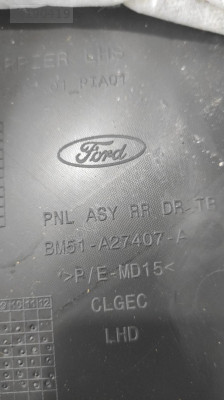 Ford
PNL ASY RR DR-TR
BM51-A27407-A
>P/E-MD15<
CLGEC
LHD